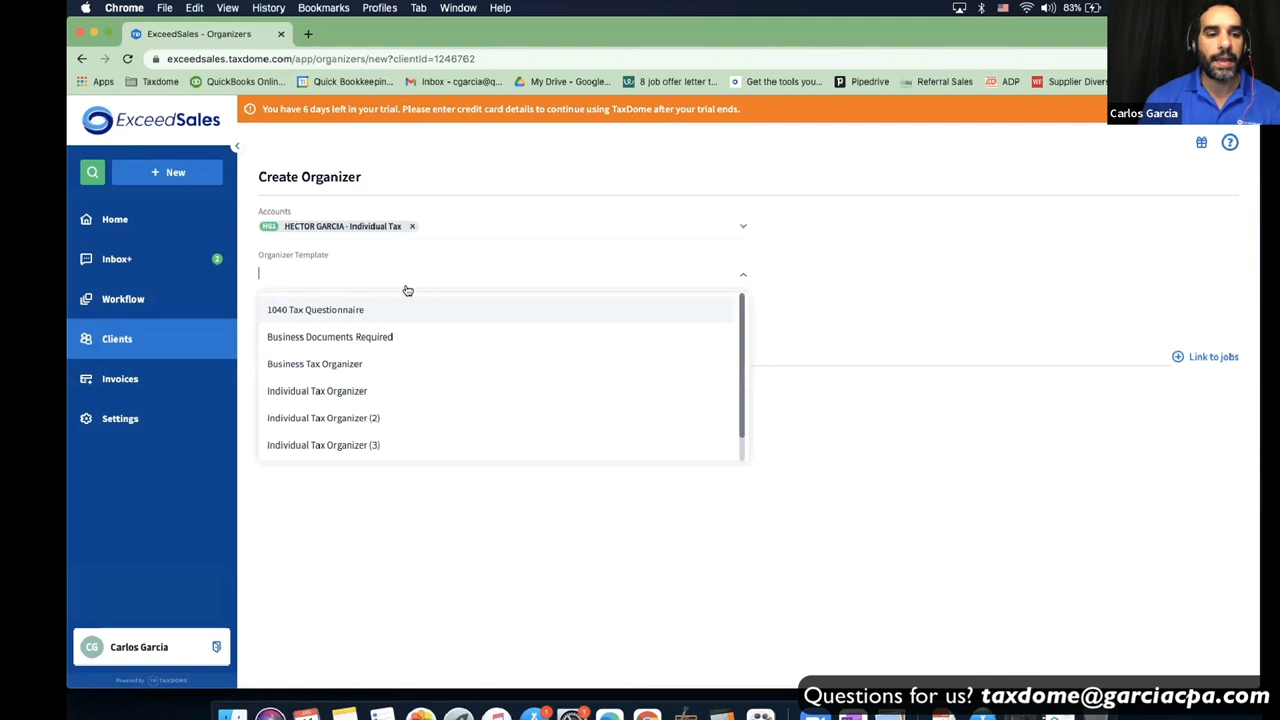 Chrome File Edit View History Bookmarks Profiles Tab Window Help
83%
ExceedSales - Organizers
exceedsales.taxdome.com/app/organizers/new?clientId=1246762
Apps Taxdome QuickBooks Onlin... Quick Bookkeepin... Inbox - cgarcia@q... My Drive - Google... 8 job offer letter t... Get the tools you... Pipedrive Referral Sales ADP Supplier Divers
Carlos Garcia
ExceedSales
You have 6 days left in your trial. Please enter credit card details to continue using TaxDome after your trial ends.
+ New
Home
Inbox+ 2
Workflow
Clients
Invoices
Settings
CG Carlos Garcia
Powered by TAXDOME
Create Organizer
Accounts
HG1 HECTOR GARCIA - Individual Tax ×
Organizer Template
1040 Tax Questionnaire
Business Documents Required
Business Tax Organizer
Individual Tax Organizer
Individual Tax Organizer (2)
Individual Tax Organizer (3)
Link to jobs
Questions for us? taxdome@garciacpa.com